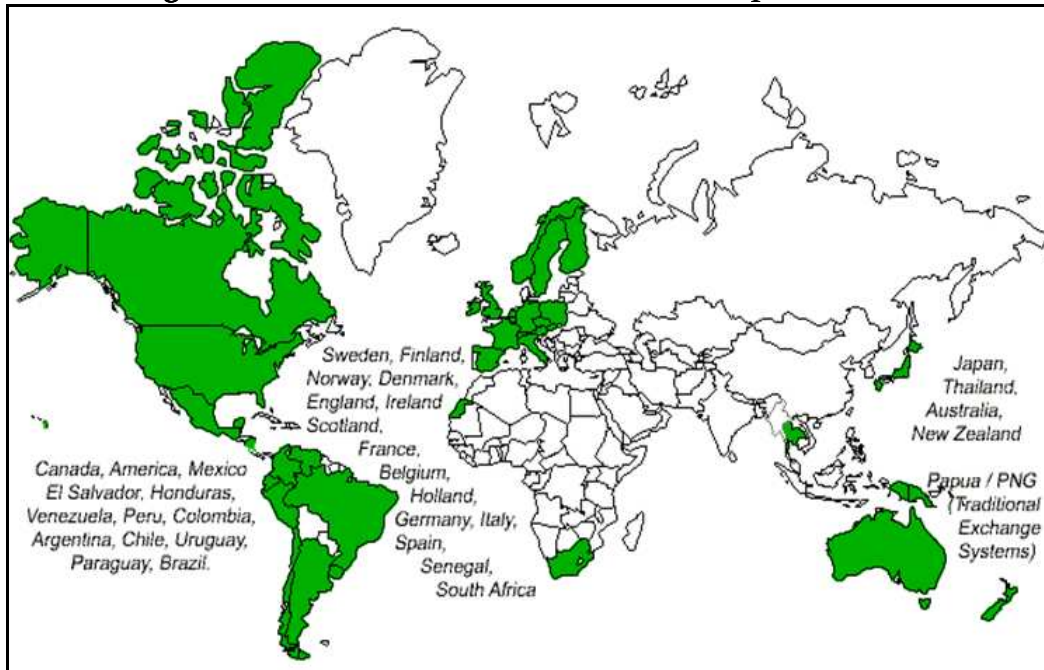 Canada, America, Mexico
El Salvador, Honduras,
Venezuela, Peru, Colombia,
Argentina, Chile, Uruguay,
Paraguay, Brazil.
Sweden, Finland,
Norway, Denmark,
England, Ireland
Scotland,
France,
Belgium,
Holland,
Germany, Italy,
Spain,
Senegal,
South Africa
Japan,
Thailand,
Australia,
New Zealand
Papua / PNG
(Traditional
Exchange
Systems)